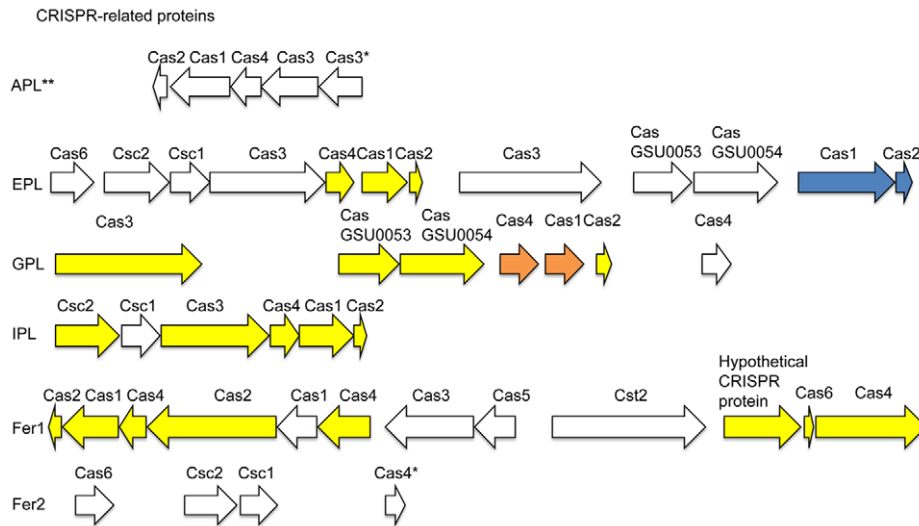 CRISPR-related proteins
Cas2 Cas1 Cas4 Cas3 Cas3*
APL**
Cas Cas
Cas6 Csc2 Csc1 Cas3 Cas4 Cas1 Cas2 Cas3 GSU0053 GSU0054 Cas1 Cas2
EPL
Cas3 Cas Cas Cas4 Cas1 Cas2 Cas4
GSU0053 GSU0054
GPL
Csc2 Csc1 Cas3 Cas4 Cas1 Cas2
IPL
Hypothetical
Cas2 Cas1 Cas4 Cas2 Cas1 Cas4 Cas3 Cas5 Cst2 CRISPR Cas6 Cas4
protein
Fer1
Cas6 Csc2 Csc1 Cas4*
Fer2